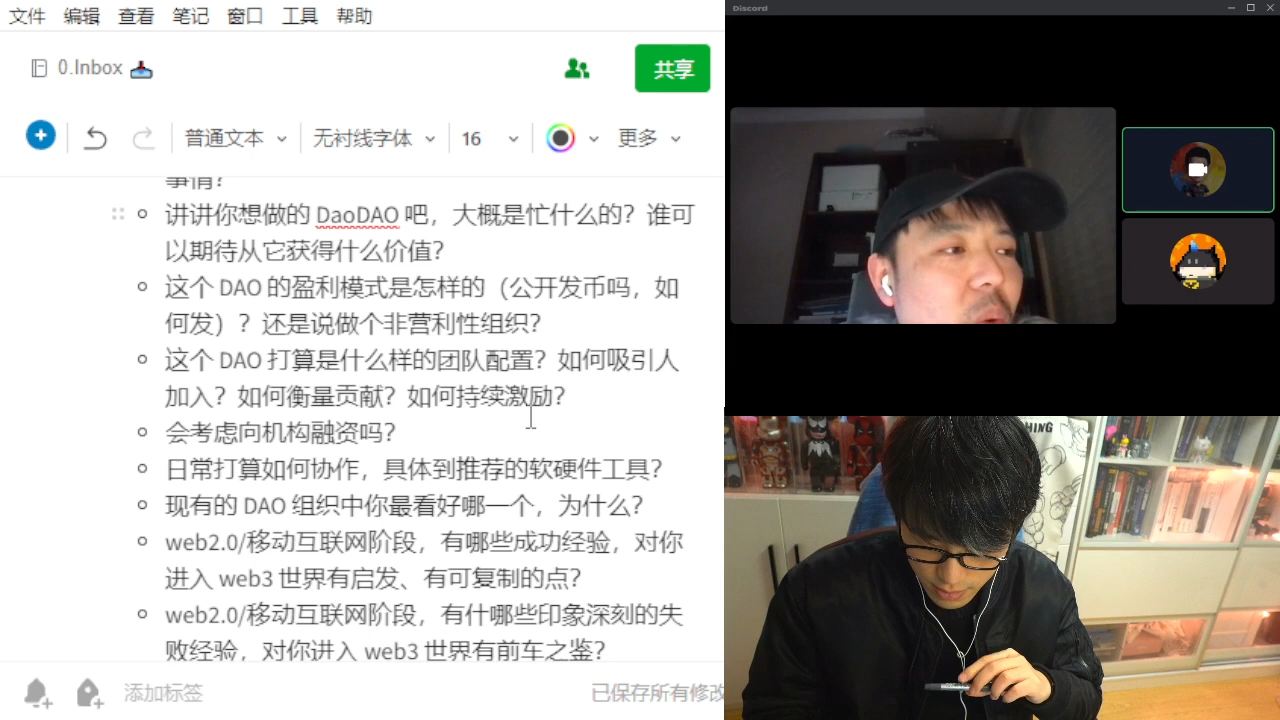 文件 编辑 查看 笔记 窗口 工具 帮助
Discord
0.Inbox
共享
普通文本 无衬线字体 16 更多
事情？
讲讲你想做的 DaoDAO 吧，大概是忙什么的？谁可
以期待从它获得什么价值？
这个 DAO 的盈利模式是怎样的（公开发币吗，如
何发）？还是说做个非营利性组织？
这个 DAO 打算是什么样的团队配置？如何吸引人
加入？如何衡量贡献？如何持续激励？
会考虑向机构融资吗？
日常打算如何协作，具体到推荐的软硬件工具？
现有的 DAO 组织中你最看好哪一个，为什么？
web2.0/移动互联网阶段，有哪些成功经验，对你
进入 web3 世界有启发、有可复制的点？
web2.0/移动互联网阶段，有什哪些印象深刻的失
败经验，对你进入 web3 世界有前车之鉴？
添加标签 已保存所有修改
HING